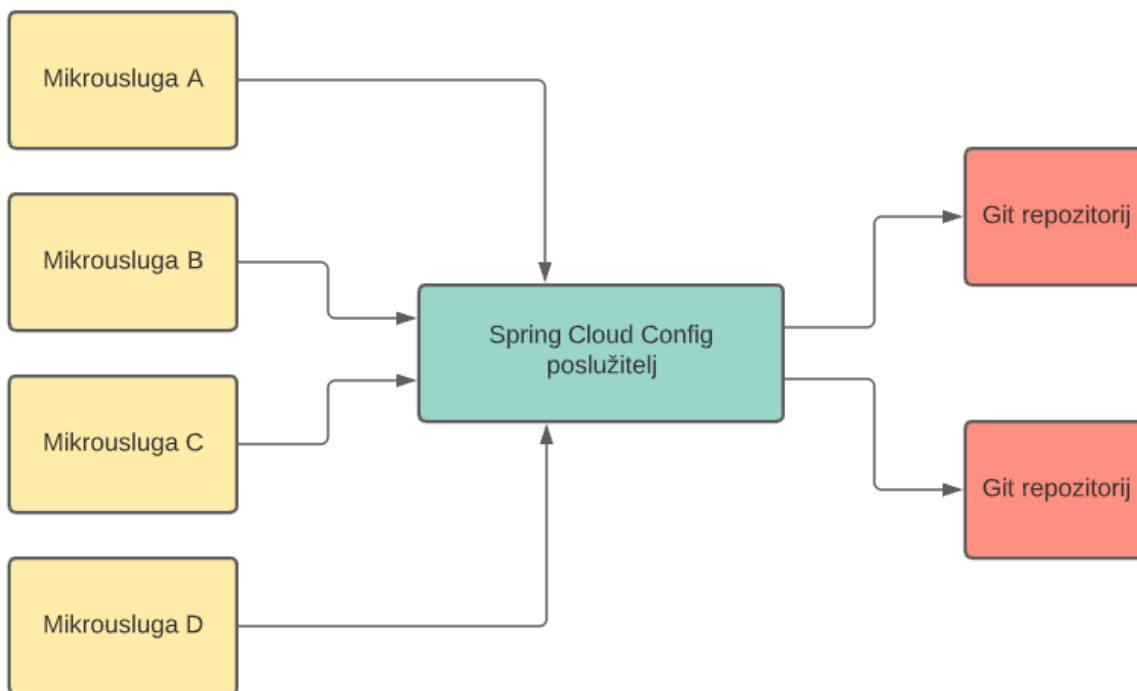 Mikrousluga A
Mikrousluga B
Mikrousluga C
Mikrousluga D
Spring Cloud Config
poslužitelj
Git repozitorij
Git repozitorij